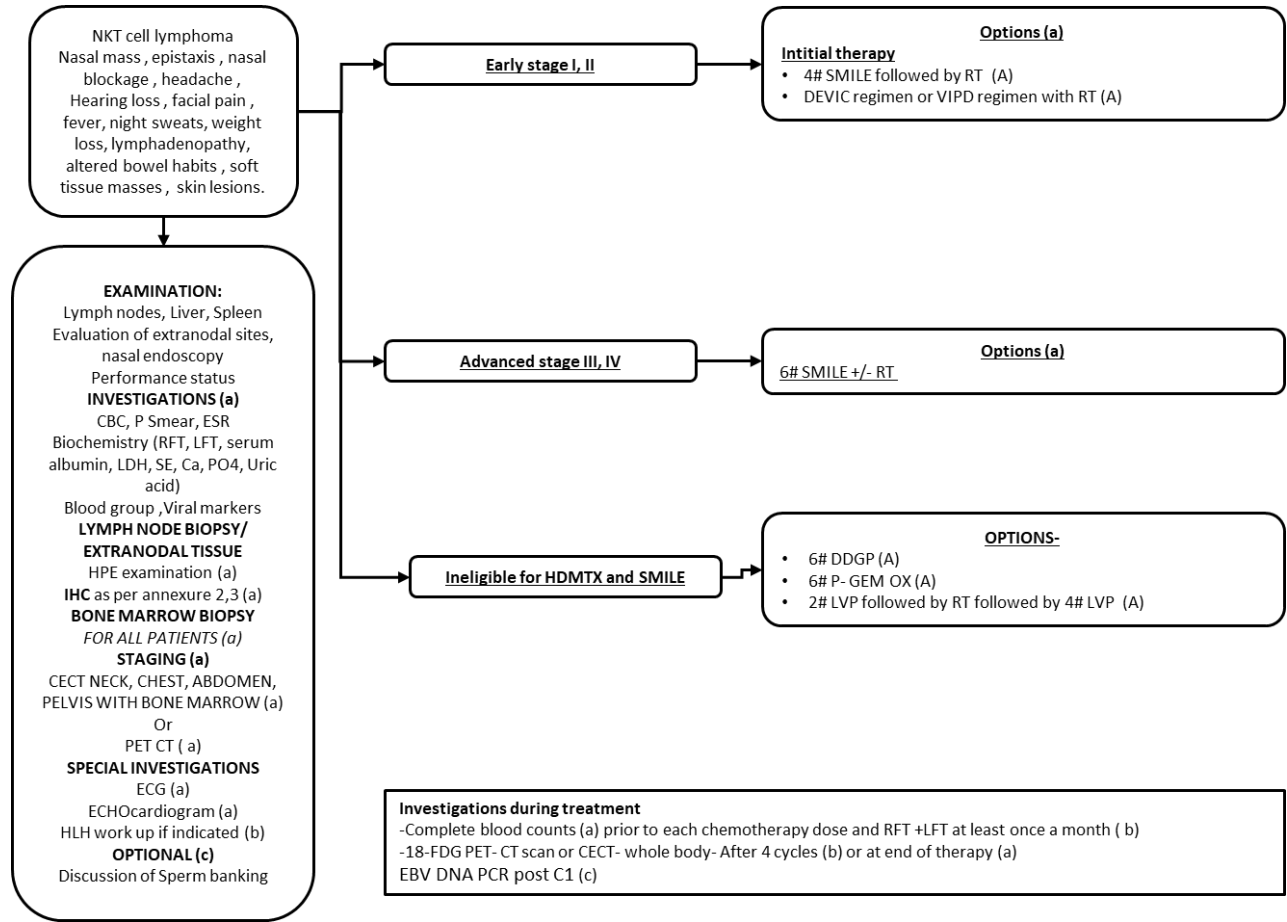 NKT cell lymphoma
Nasal mass , epistaxis , nasal
blockage , headache ,
Hearing loss , facial pain ,
fever, night sweats, weight
loss, lymphadenopathy,
altered bowel habits , soft
tissue masses , skin lesions.
EXAMINATION:
Lymph nodes, Liver, Spleen
Evaluation of extranodal sites,
nasal endoscopy
Performance status
INVESTIGATIONS (a)
CBC, P Smear, ESR
Biochemistry (RFT, LFT, serum
albumin, LDH, SE, Ca, PO4, Uric
acid)
Blood group ,Viral markers
LYMPH NODE BIOPSY/
EXTRANODAL TISSUE
HPE examination (a)
IHC as per annexure 2,3 (a)
BONE MARROW BIOPSY
FOR ALL PATIENTS (a)
STAGING (a)
CECT NECK, CHEST, ABDOMEN,
PELVIS WITH BONE MARROW (a)
Or
PET CT ( a)
SPECIAL INVESTIGATIONS
ECG (a)
ECHOcardiogram (a)
HLH work up if indicated (b)
OPTIONAL (c)
Discussion of Sperm banking
Early stage I, II
Options (a)
Intitial therapy
• 4# SMILE followed by RT (A)
• DEVIC regimen or VIPD regimen with RT (A)
Advanced stage III, IV
Options (a)
6# SMILE +/- RT
Ineligible for HDMTX and SMILE
OPTIONS-
• 6# DDGP (A)
• 6# P- GEM OX (A)
• 2# LVP followed by RT followed by 4# LVP (A)
Investigations during treatment
-Complete blood counts (a) prior to each chemotherapy dose and RFT +LFT at least once a month ( b)
-18-FDG PET- CT scan or CECT- whole body- After 4 cycles (b) or at end of therapy (a)
EBV DNA PCR post C1 (c)